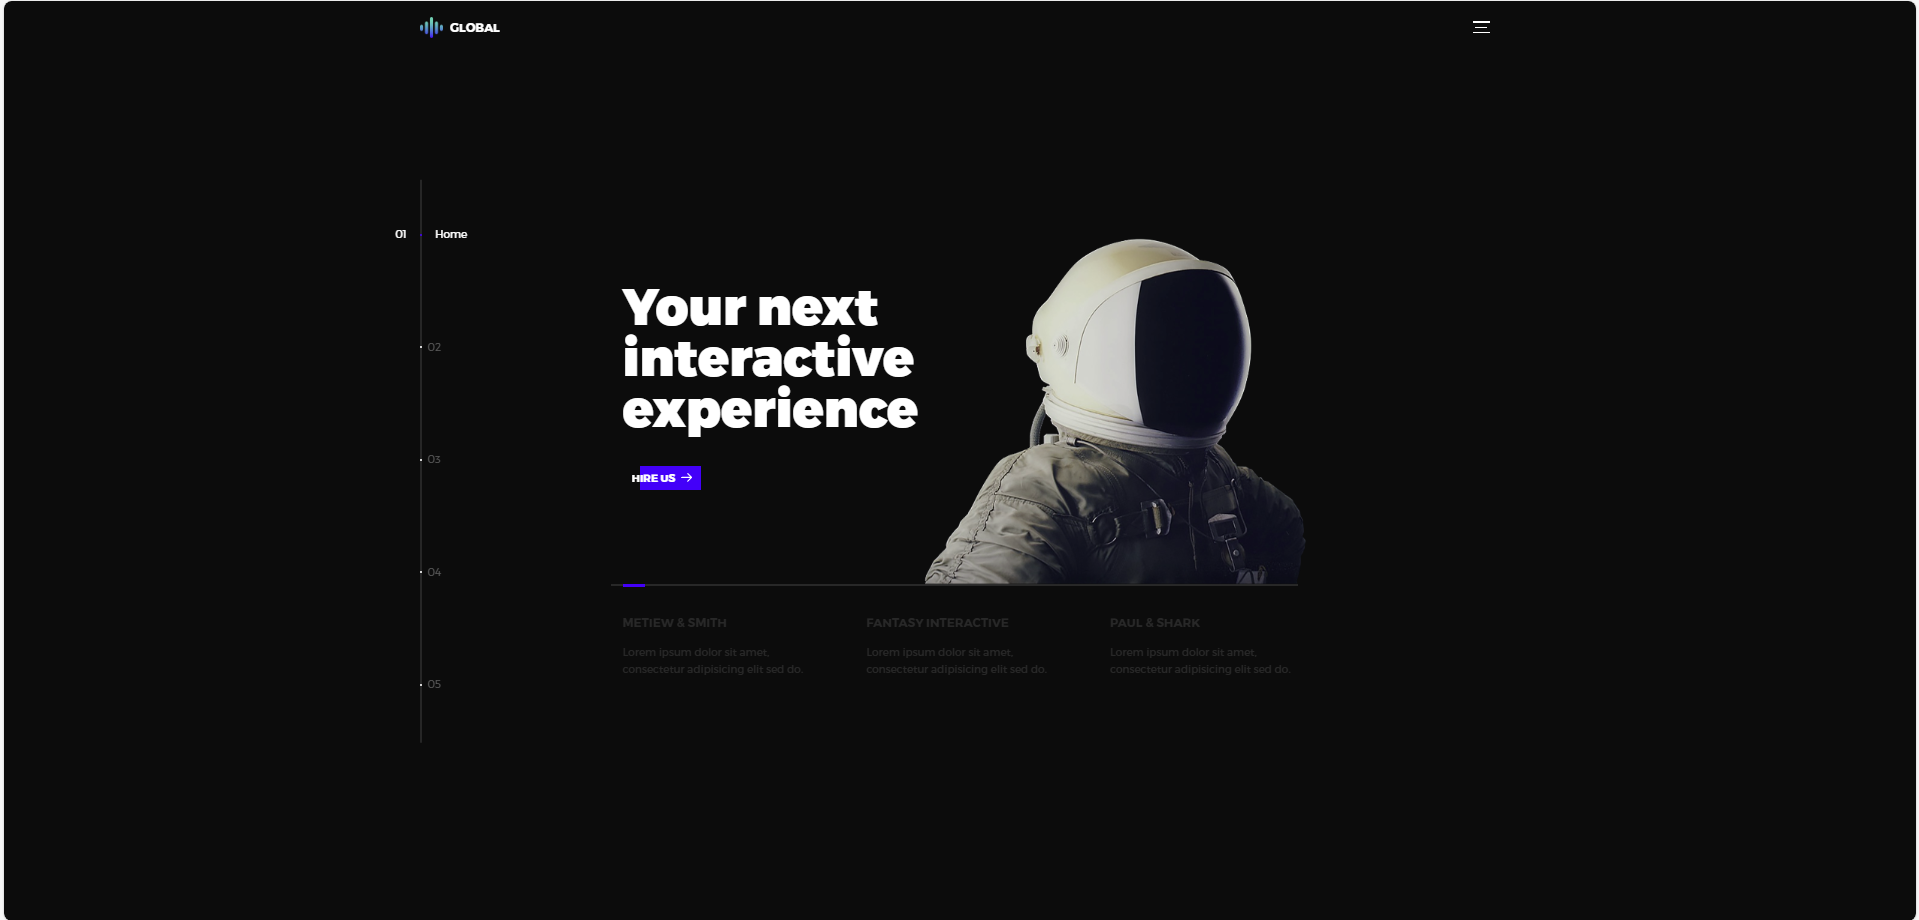 GLOBAL
01 Home
Your next
interactive
experience
02
03
HIRE US
04
05
METIEW & SMITH
Lorem ipsum dolor sit amet,
consectetur adipisicing elit sed do.
FANTASY INTERACTIVE
Lorem ipsum dolor sit amet,
consectetur adipisicing elit sed do.
PAUL & SHARK
Lorem ipsum dolor sit amet,
consectetur adipisicing elit sed do.